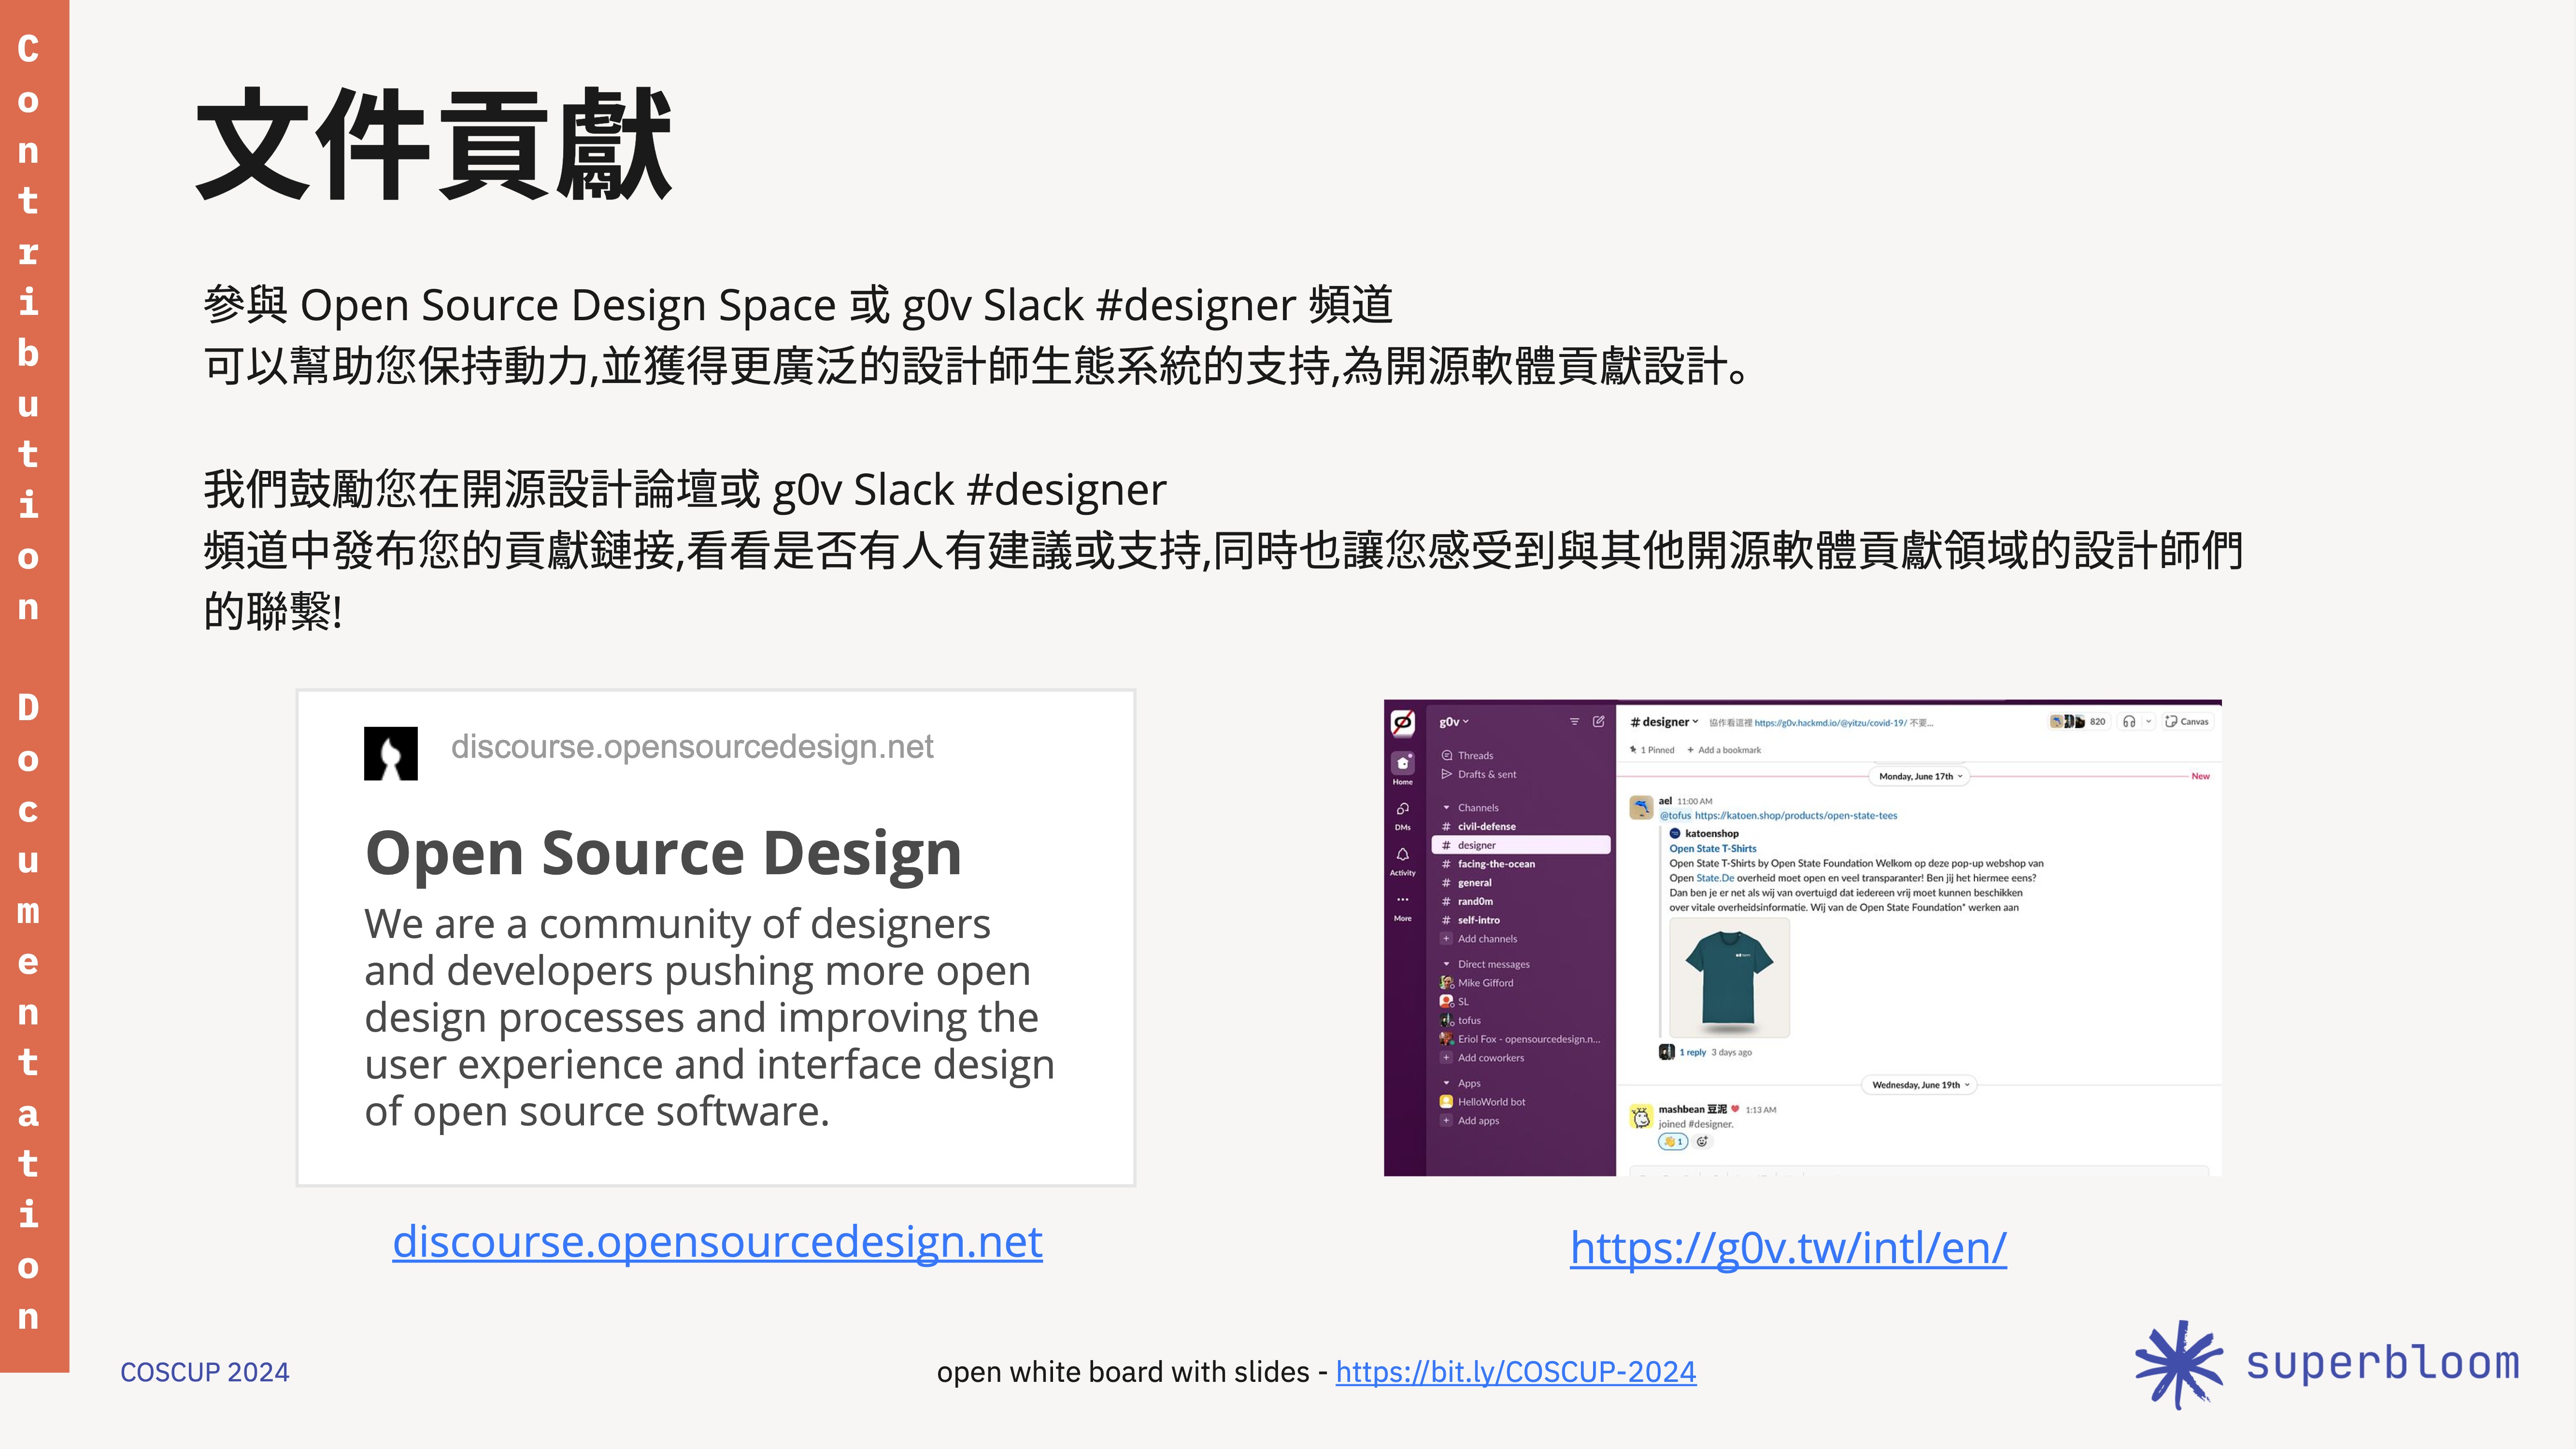 Contribution Documentation
文件貢獻
參與 Open Source Design Space 或 g0v Slack #designer 頻道
可以幫助您保持動力,並獲得更廣泛的設計師生態系統的支持,為開源軟體貢獻設計。
我們鼓勵您在開源設計論壇或 g0v Slack #designer
頻道中發布您的貢獻鏈接,看看是否有人有建議或支持,同時也讓您感受到與其他開源軟體貢獻領域的設計師們
的聯繫!
discourse.opensourcedesign.net
Open Source Design
We are a community of designers
and developers pushing more open
design processes and improving the
user experience and interface design
of open source software.
discourse.opensourcedesign.net
Home
DMs
Activity
More
g0v
Threads
Drafts & sent
Channels
# civil-defense
# designer
# facing-the-ocean
# general
# rand0m
# self-intro
+ Add channels
Direct messages
Mike Gifford
SL
tofus
Eriol Fox - opensourcedesign.n...
+ Add coworkers
Apps
HelloWorld bot
+ Add apps
# designer 協作看這裡 https://g0v.hackmd.io/@yitzu/covid-19/ 不要... 820 Canvas
1 Pinned + Add a bookmark
Monday, June 17th New
ael 11:00 AM
@tofus https://katoen.shop/products/open-state-tees
katoenshop
Open State T-Shirts
Open State T-Shirts by Open State Foundation Welkom op deze pop-up webshop van
Open State.De overheid moet open en veel transparanter! Ben jij het hiermee eens?
Dan ben je er net als wij van overtuigd dat iedereen vrij moet kunnen beschikken
over vitale overheidsinformatie. Wij van de Open State Foundation* werken aan
1 reply 3 days ago
Wednesday, June 19th
mashbean 豆泥 1:13 AM
joined #designer.
1
https://g0v.tw/intl/en/
COSCUP 2024
open white board with slides - https://bit.ly/COSCUP-2024
superbloom